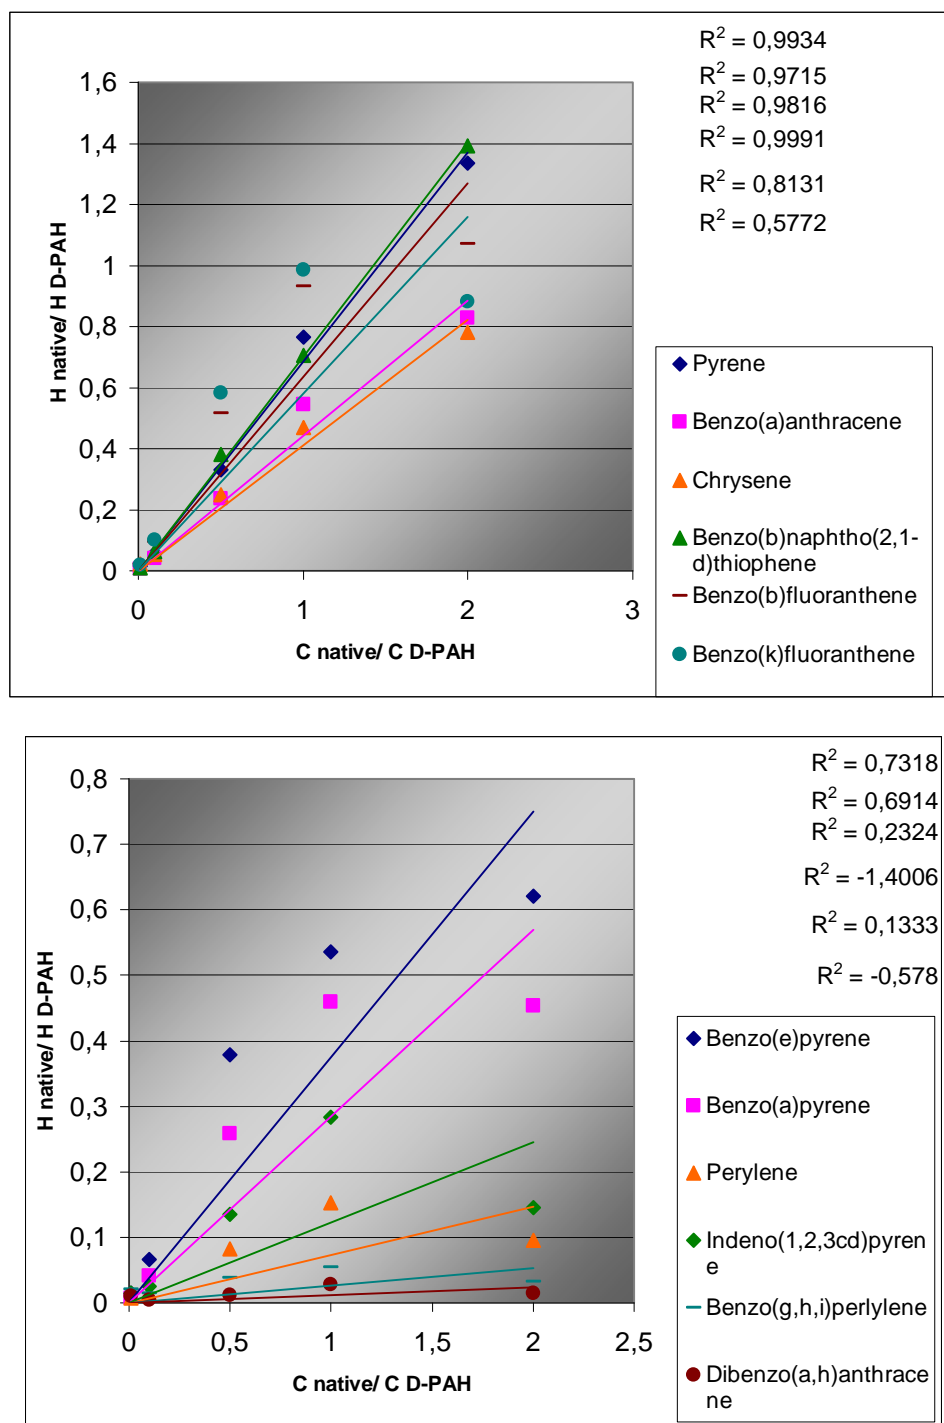 R² = 0,9934
R² = 0,9715
R² = 0,9816
R² = 0,9991
R² = 0,8131
R² = 0,5772
1,6
1,4
1,2
1
0,8
0,6
0,4
0,2
0
H native/ H D-PAH
0 1 2 3
C native/ C D-PAH
Pyrene
Benzo(a)anthracene
Chrysene
Benzo(b)naphtho(2,1-
d)thiophene
Benzo(b)fluoranthene
Benzo(k)fluoranthene
R² = 0,7318
R² = 0,6914
R² = 0,2324
R² = -1,4006
R² = 0,1333
R² = -0,578
0,8
0,7
0,6
0,5
0,4
0,3
0,2
0,1
0
H native/ H D-PAH
0 0,5 1 1,5 2 2,5
C native/ C D-PAH
Benzo(e)pyrene
Benzo(a)pyrene
Perylene
Indeno(1,2,3cd)pyren
e
Benzo(g,h,i)perlylene
Dibenzo(a,h)anthrace
ne